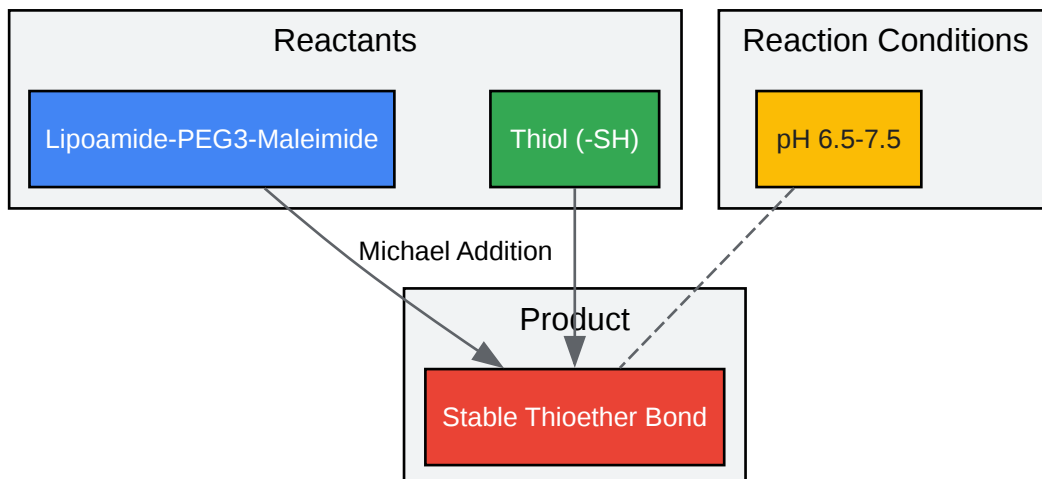 Reactants
Reaction Conditions
Lipoamide-PEG3-Maleimide
Thiol (-SH)
pH 6.5-7.5
Michael Addition
Product
Stable Thioether Bond